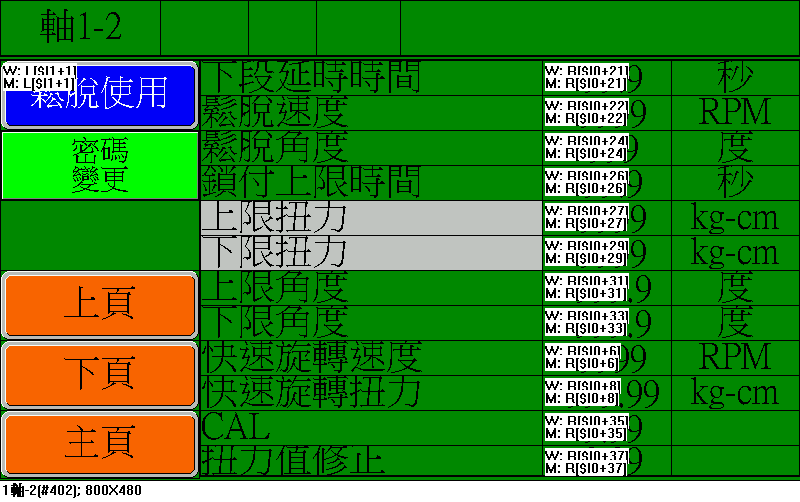 軸1-2
W: L[$I1+1]
M: L[$I1+1]
鬆脫使用
下段延時時間
W: R[$I0+21]
M: R[$I0+21]
9
秒
鬆脫速度
W: R[$I0+22]
M: R[$I0+22]
9
RPM
密碼
變更
鬆脫角度
W: R[$I0+24]
M: R[$I0+24]
9
度
鎖付上限時間
W: R[$I0+26]
M: R[$I0+26]
9
秒
上限扭力
W: R[$I0+27]
M: R[$I0+27]
9
kg-cm
下限扭力
W: R[$I0+29]
M: R[$I0+29]
9
kg-cm
上頁
上限角度
W: R[$I0+31]
M: R[$I0+31]
.9
度
下限角度
W: R[$I0+33]
M: R[$I0+33]
.9
度
下頁
快速旋轉速度
W: R[$I0+6]
M: R[$I0+6]
99
RPM
快速旋轉扭力
W: R[$I0+8]
M: R[$I0+8]
.99
kg-cm
主頁
CAL
W: R[$I0+35]
M: R[$I0+35]
9
扭力值修止
W: R[$I0+37]
M: R[$I0+37]
9
1軸-2(#402); 800X480